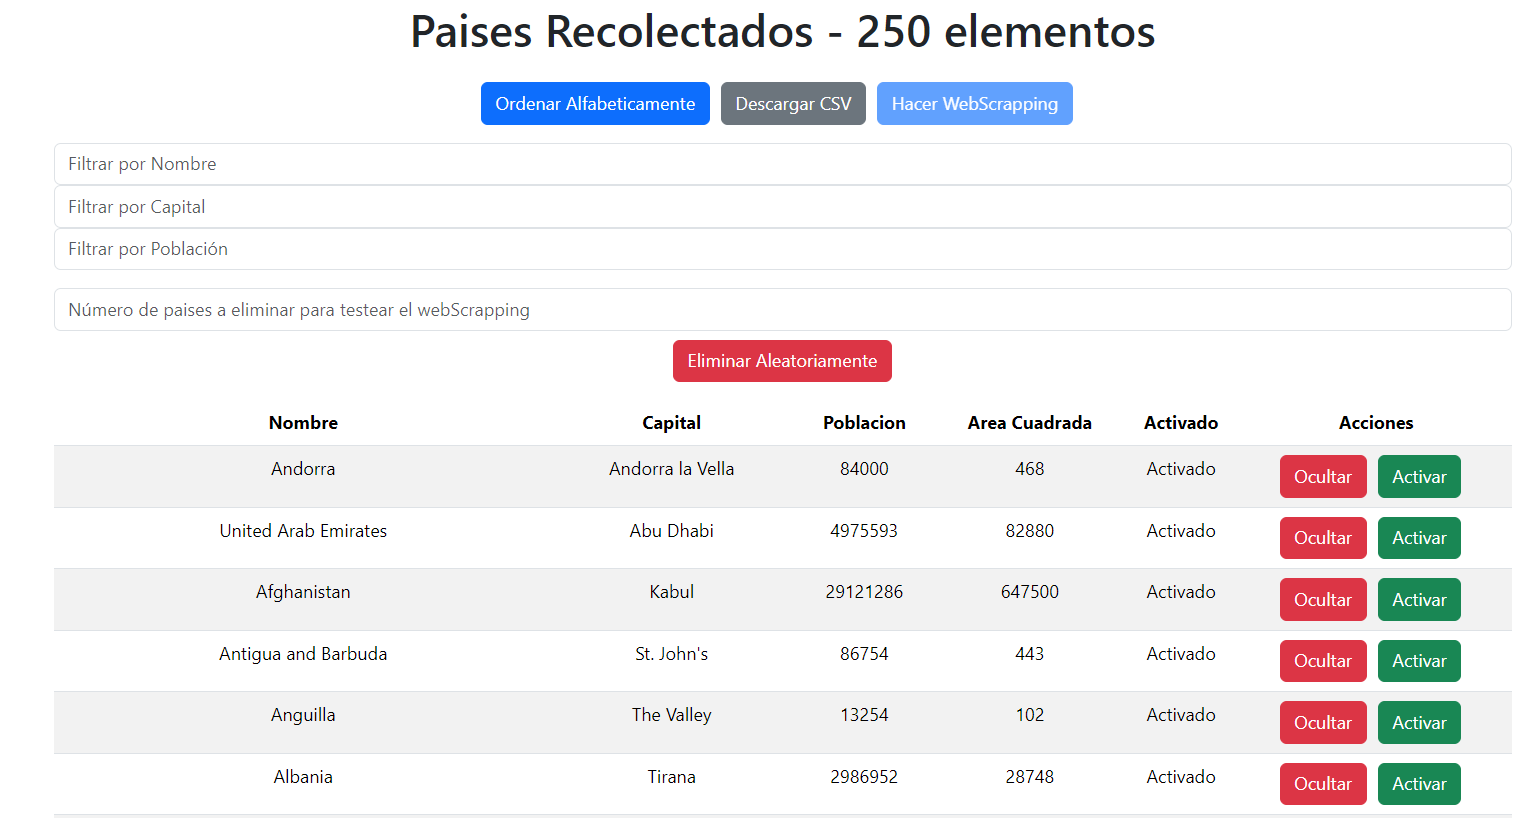 Paises Recolectados - 250 elementos
Ordenar Alfabeticamente Descargar CSV Hacer WebScrapping
Filtrar por Nombre
Filtrar por Capital
Filtrar por Población
Número de paises a eliminar para testear el webScrapping
Eliminar Aleatoriamente
Nombre Capital Poblacion Area Cuadrada Activado Acciones
Andorra Andorra la Vella 84000 468 Activado Ocultar Activar
United Arab Emirates Abu Dhabi 4975593 82880 Activado Ocultar Activar
Afghanistan Kabul 29121286 647500 Activado Ocultar Activar
Antigua and Barbuda St. John's 86754 443 Activado Ocultar Activar
Anguilla The Valley 13254 102 Activado Ocultar Activar
Albania Tirana 2986952 28748 Activado Ocultar Activar